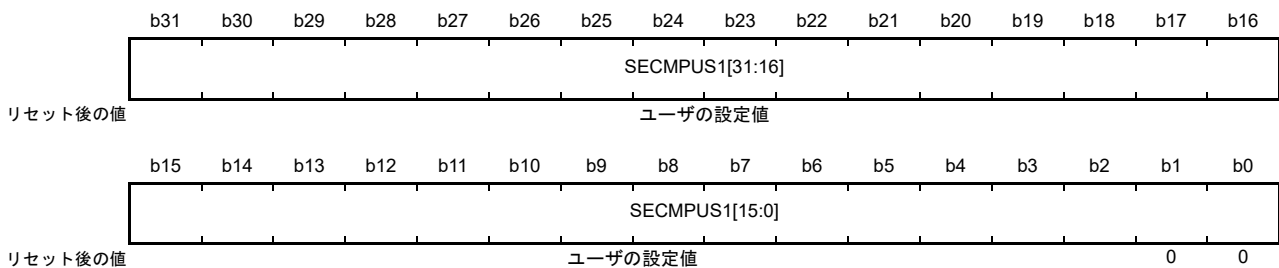 b31 b30 b29 b28 b27 b26 b25 b24 b23 b22 b21 b20 b19 b18 b17 b16
SECMPUS1[31:16]
リセット後の値 ユーザの設定値
b15 b14 b13 b12 b11 b10 b9 b8 b7 b6 b5 b4 b3 b2 b1 b0
SECMPUS1[15:0]
リセット後の値 ユーザの設定値 0 0